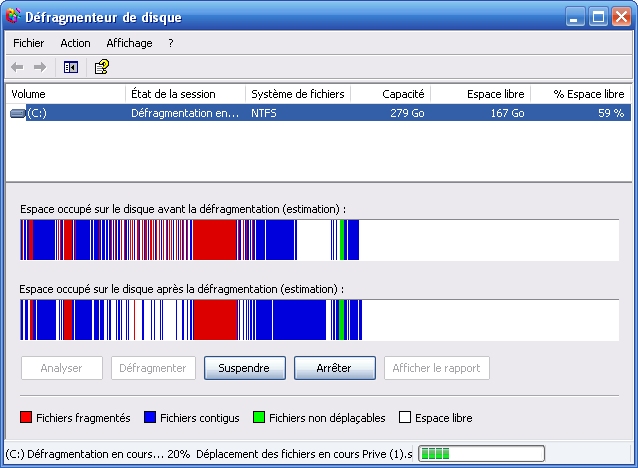 Défragmenteur de disque
Fichier Action Affichage ?
Volume État de la session Système de fichiers Capacité Espace libre % Espace libre
(C:) Défragmentation en... NTFS 279 Go 167 Go 59 %
Espace occupé sur le disque avant la défragmentation (estimation) :
Espace occupé sur le disque après la défragmentation (estimation) :
Analyser Défragmenter Suspendre Arrêter Afficher le rapport
Fichiers fragmentés Fichiers contigus Fichiers non déplaçables Espace libre
(C:) Défragmentation en cours... 20% Déplacement des fichiers en cours Prive (1).s